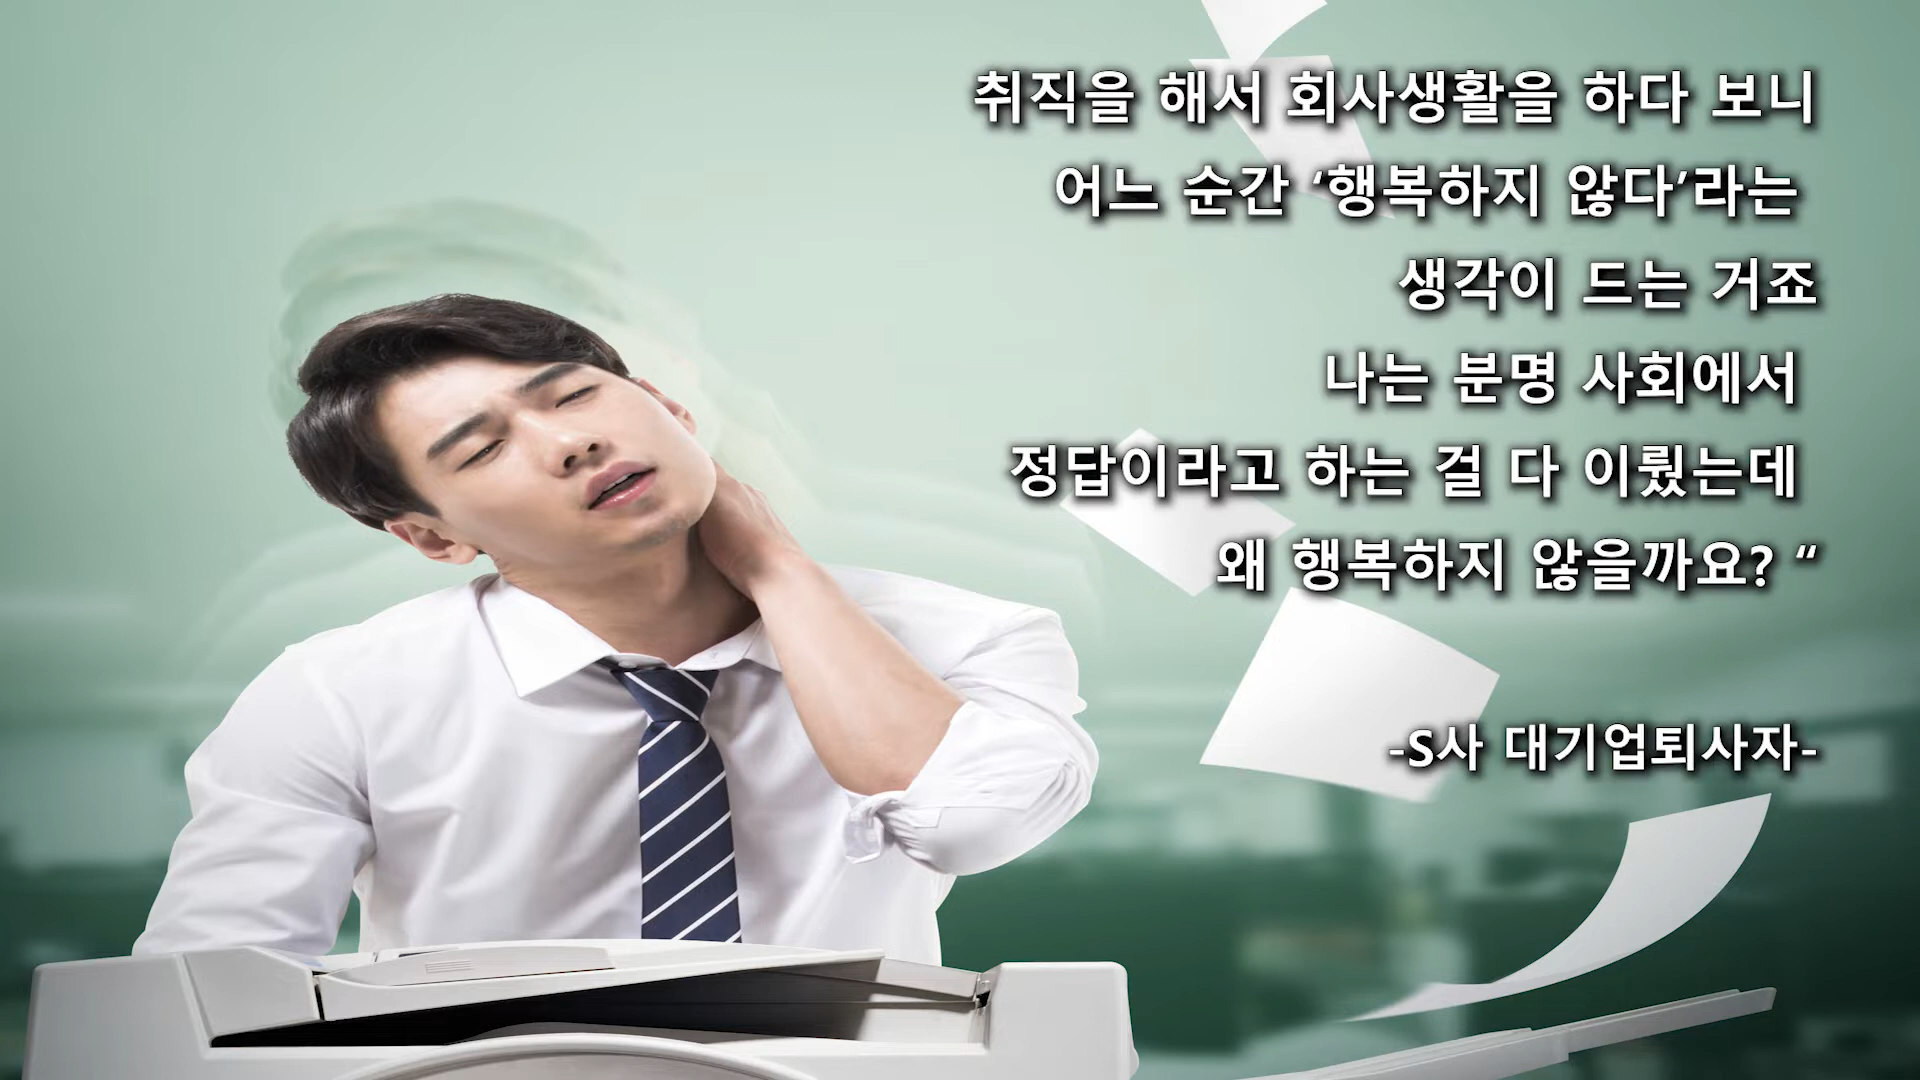 취직을 해서 회사생활을 하다 보니
어느 순간 ‘행복하지 않다’라는
생각이 드는 거죠
나는 분명 사회에서
정답이라고 하는 걸 다 이뤘는데
왜 행복하지 않을까요? “
-S사 대기업퇴사자-